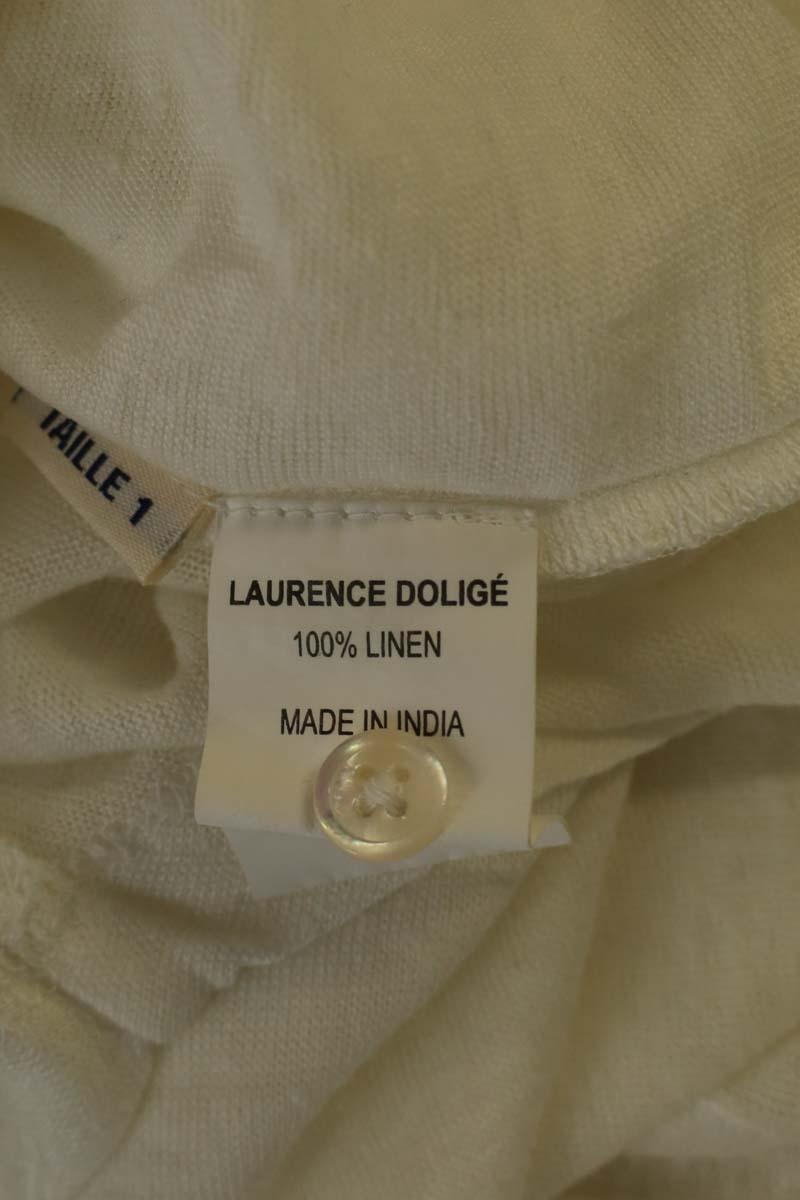 TAILLE 1
LAURENCE DOLIGÉ
100% LINEN
MADE IN INDIA